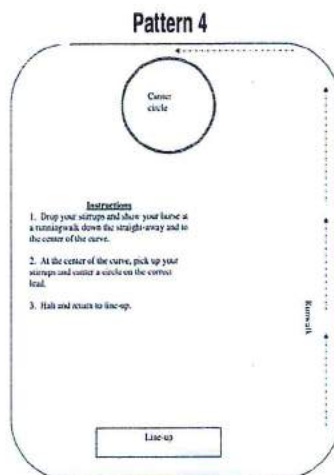 Pattern 4
Canter
circle
Instructions
1. Drop your stirrups and show your horse at
a runningwalk down the straight-away and to
the center of the curve.
2. At the center of the curve, pick up your
stirrups and canter a circle on the correct
lead.
3. Halt and return to line-up.
Runwalk
Line-up